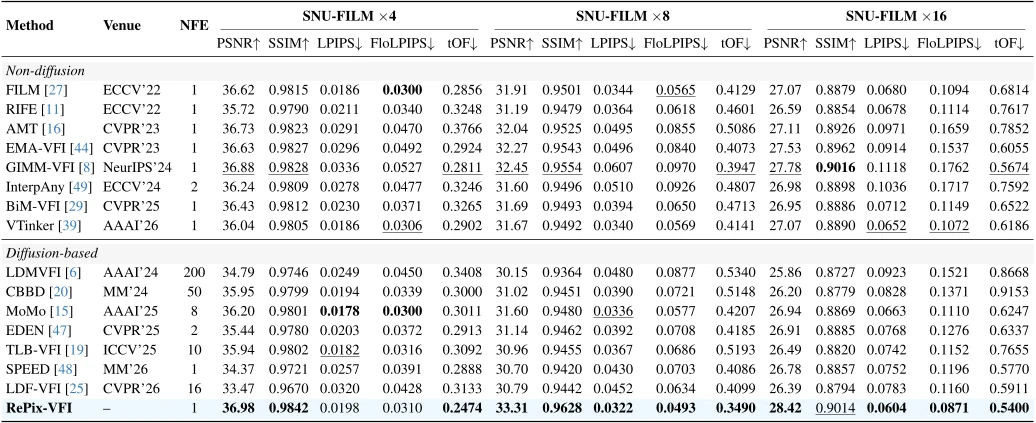 Method Venue NFE SNU-FILM ×4 SNU-FILM ×8 SNU-FILM ×16
PSNR↑ SSIM↑ LPIPS↓ FloLPIPS↓ tOF↓ PSNR↑ SSIM↑ LPIPS↓ FloLPIPS↓ tOF↓ PSNR↑ SSIM↑ LPIPS↓ FloLPIPS↓ tOF↓
Non-diffusion
FILM [27] ECCV'22 1 36.62 0.9815 0.0186 0.0300 0.2856 31.91 0.9501 0.0344 0.0565 0.4129 27.07 0.8879 0.0680 0.1094 0.6814
RIFE [11] ECCV'22 1 35.72 0.9790 0.0211 0.0340 0.3248 31.19 0.9479 0.0364 0.0618 0.4601 26.59 0.8854 0.0678 0.1114 0.7617
AMT [16] CVPR'23 1 36.73 0.9823 0.0291 0.0470 0.3766 32.04 0.9525 0.0495 0.0855 0.5086 27.11 0.8926 0.0971 0.1659 0.7852
EMA-VFI [44] CVPR'23 1 36.63 0.9827 0.0296 0.0492 0.2924 32.27 0.9543 0.0496 0.0840 0.4073 27.53 0.8962 0.0914 0.1537 0.6055
GIMM-VFI [8] NeurIPS'24 1 36.88 0.9828 0.0336 0.0527 0.2811 32.45 0.9554 0.0607 0.0970 0.3947 27.78 0.9016 0.1118 0.1762 0.5674
InterpAny [49] ECCV'24 2 36.24 0.9809 0.0278 0.0477 0.3246 31.60 0.9496 0.0510 0.0926 0.4807 26.98 0.8898 0.1036 0.1717 0.7592
BiM-VFI [29] CVPR'25 1 36.43 0.9812 0.0230 0.0371 0.3265 31.69 0.9493 0.0394 0.0650 0.4713 26.95 0.8886 0.0712 0.1149 0.6522
VTinker [39] AAAI'26 1 36.04 0.9805 0.0186 0.0306 0.2902 31.67 0.9492 0.0340 0.0569 0.4141 27.07 0.8890 0.0652 0.1072 0.6186
Diffusion-based
LDMVFI [6] AAAI'24 200 34.79 0.9746 0.0249 0.0450 0.3408 30.15 0.9364 0.0480 0.0877 0.5340 25.86 0.8727 0.0923 0.1521 0.8668
CBBD [20] MM'24 50 35.95 0.9799 0.0194 0.0339 0.3000 31.02 0.9451 0.0390 0.0721 0.5148 26.20 0.8779 0.0828 0.1371 0.9153
MoMo [15] AAAI'25 8 36.20 0.9801 0.0178 0.0300 0.3011 31.60 0.9480 0.0336 0.0577 0.4207 26.94 0.8869 0.0663 0.1110 0.6247
EDEN [47] CVPR'25 2 35.44 0.9780 0.0203 0.0372 0.2913 31.14 0.9462 0.0392 0.0708 0.4185 26.91 0.8885 0.0768 0.1276 0.6337
TLB-VFI [19] ICCV'25 10 35.94 0.9802 0.0182 0.0316 0.3092 30.96 0.9455 0.0367 0.0686 0.5193 26.49 0.8820 0.0742 0.1152 0.7655
SPEED [48] MM'26 1 34.37 0.9721 0.0257 0.0391 0.2888 30.70 0.9420 0.0430 0.0703 0.4086 26.78 0.8857 0.0752 0.1196 0.5770
LDF-VFI [25] CVPR'26 16 33.47 0.9670 0.0320 0.0428 0.3133 30.79 0.9442 0.0452 0.0634 0.4099 26.39 0.8794 0.0783 0.1160 0.5911
RePix-VFI – 1 36.98 0.9842 0.0198 0.0310 0.2474 33.31 0.9628 0.0322 0.0493 0.3490 28.42 0.9014 0.0604 0.0871 0.5400